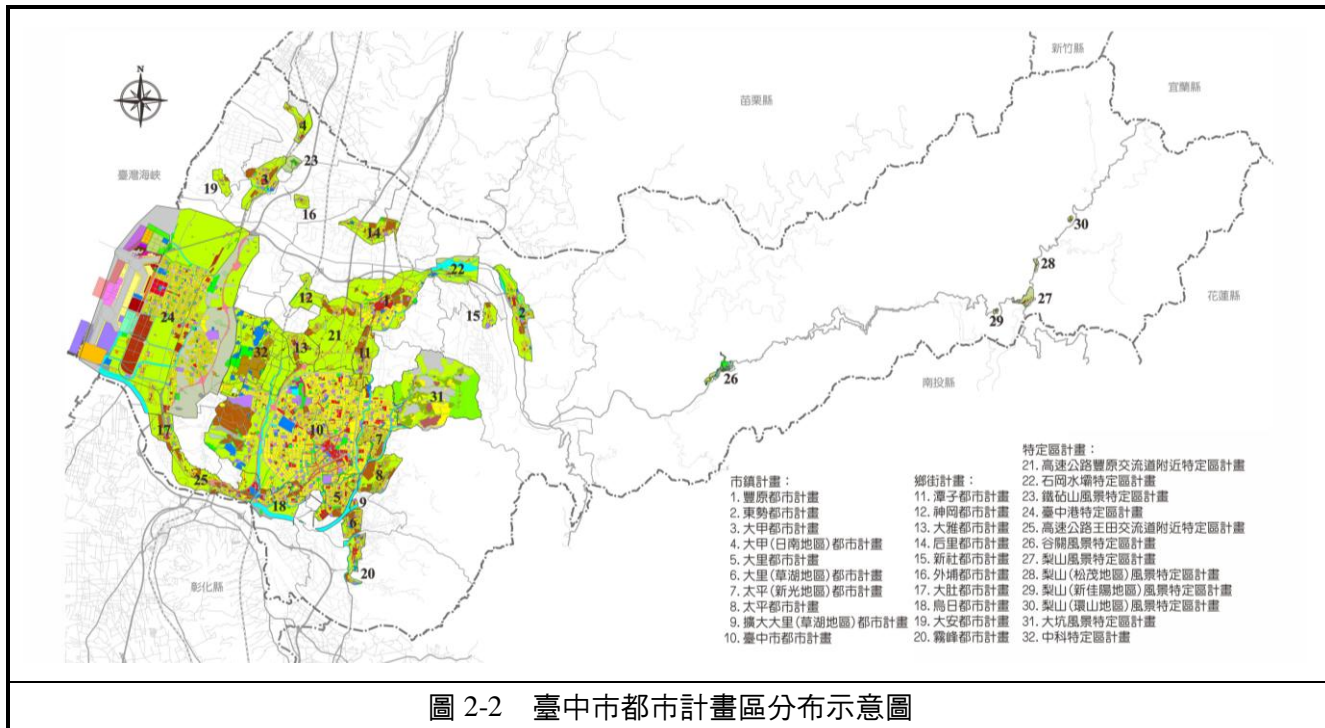 新竹縣
宜蘭縣
苗栗縣
N
4
23
臺灣海峽
3
19
16
30
14
28
22
花蓮縣
12
1
27
24
21
15
2
29
13
11
32
26
31
南投縣
10
17
7
8
25
5
9
18
6
20
彰化縣
市鎮計畫：
1. 豐原都市計畫
2. 東勢都市計畫
3. 大甲都市計畫
4. 大甲(日南地區)都市計畫
5. 大里都市計畫
6. 大里(草湖地區)都市計畫
7. 太平(新光地區)都市計畫
8. 太平都市計畫
9. 擴大大里(草湖地區)都市計畫
10. 臺中市都市計畫
鄉街計畫：
11. 潭子都市計畫
12. 神岡都市計畫
13. 大雅都市計畫
14. 后里都市計畫
15. 新社都市計畫
16. 外埔都市計畫
17. 大肚都市計畫
18. 烏日都市計畫
19. 大安都市計畫
20. 霧峰都市計畫
特定區計畫：
21. 高速公路豐原交流道附近特定區計畫
22. 石岡水壩特定區計畫
23. 鐵砧山風景特定區計畫
24. 臺中港特定區計畫
25. 高速公路王田交流道附近特定區計畫
26. 谷關風景特定區計畫
27. 梨山風景特定區計畫
28. 梨山(松茂地區)風景特定區計畫
29. 梨山(新佳陽地區)風景特定區計畫
30. 梨山(環山地區)風景特定區計畫
31. 大坑風景特定區計畫
32. 中科特定區計畫
圖 2-2 臺中市都市計畫區分布示意圖